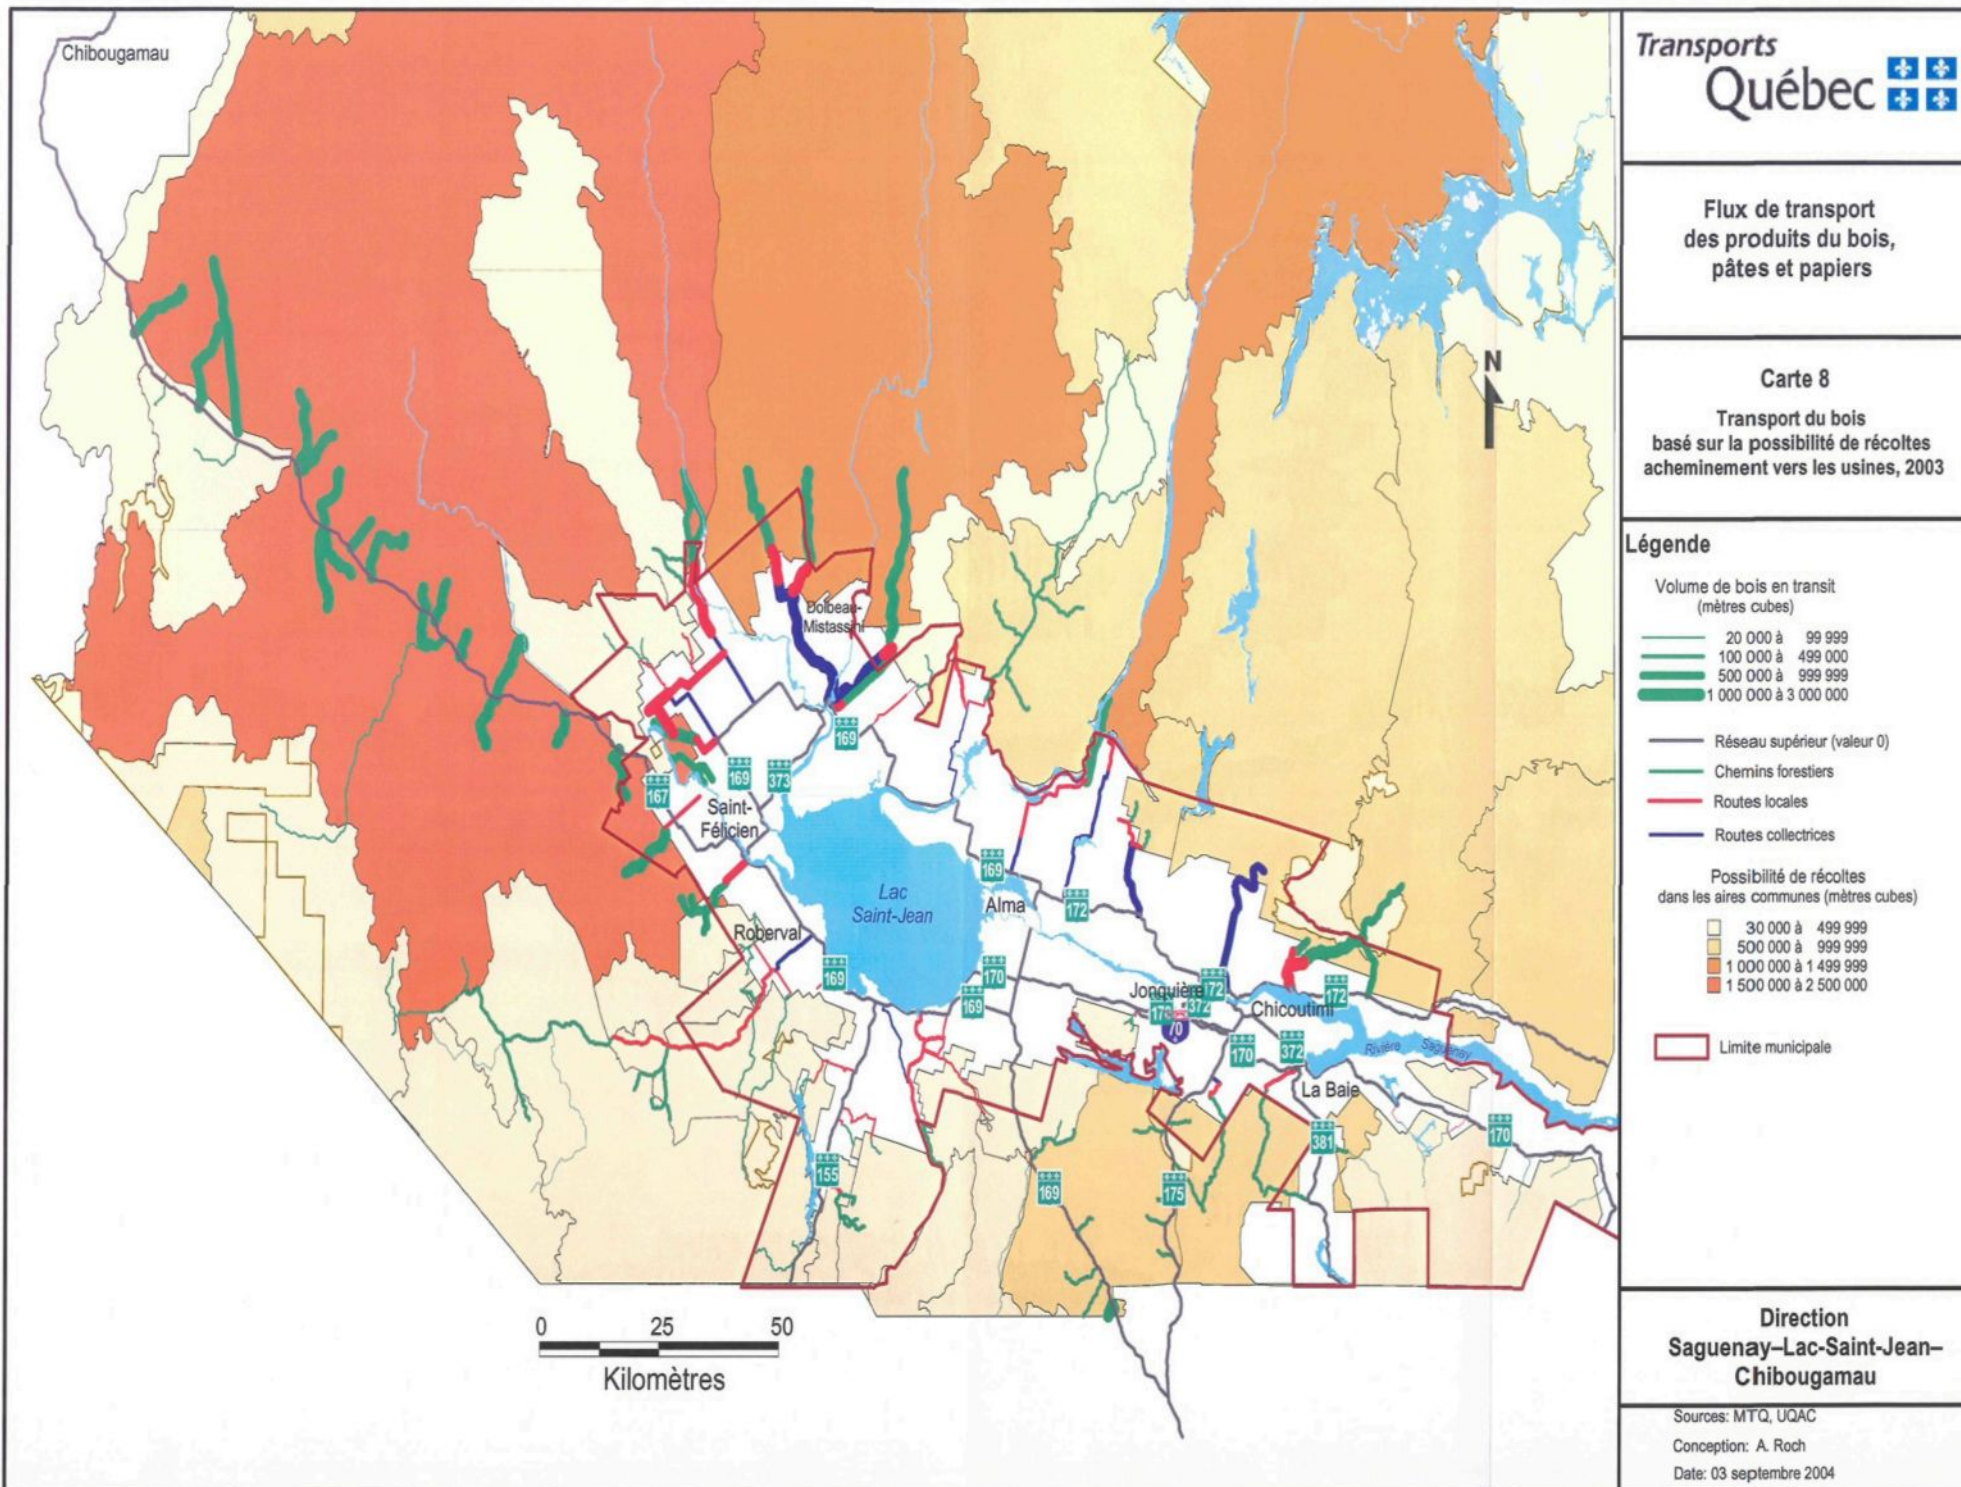 Chibougamau
Dolbeau-
Mistassini
169
169
373
167
Saint-
Félicien
Lac
Saint-Jean
169
Alma
172
Roberval
169
170
169
Jonquière
172
372
70
Chicoutimi
172
170
372
Rivière Saguenay
La Baie
381
170
155
169
175
N
0 25 50
Kilomètres
Transports
Québec
Flux de transport
des produits du bois,
pâtes et papiers
Carte 8
Transport du bois
basé sur la possibilité de récoltes
acheminement vers les usines, 2003
Légende
Volume de bois en transit
(mètres cubes)
20 000 à 99 999
100 000 à 499 000
500 000 à 999 999
1 000 000 à 3 000 000
Réseau supérieur (valeur 0)
Chemins forestiers
Routes locales
Routes collectrices
Possibilité de récoltes
dans les aires communes (mètres cubes)
30 000 à 499 999
500 000 à 999 999
1 000 000 à 1 499 999
1 500 000 à 2 500 000
Limite municipale
Direction
Saguenay–Lac-Saint-Jean–
Chibougamau
Sources: MTQ, UQAC
Conception: A. Roch
Date: 03 septembre 2004